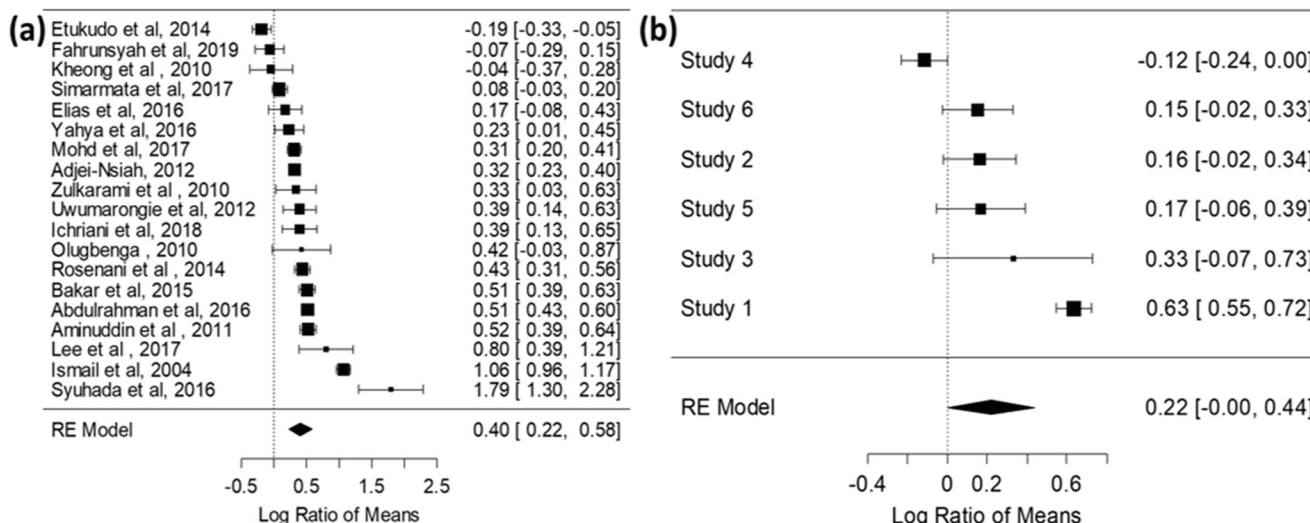 (a)
Etukudo et al, 2014 -0.19 [-0.33, -0.05]
Fahrunsyah et al, 2019 -0.07 [-0.29, 0.15]
Kheong et al , 2010 -0.04 [-0.37, 0.28]
Simarmata et al, 2017 0.08 [-0.03, 0.20]
Elias et al, 2016 0.17 [-0.08, 0.43]
Yahya et al, 2016 0.23 [ 0.01, 0.45]
Mohd et al, 2017 0.31 [ 0.20, 0.41]
Adjei-Nsiah, 2012 0.32 [ 0.23, 0.40]
Zulkarami et al, 2010 0.33 [ 0.03, 0.63]
Uwumarongie et al, 2012 0.39 [ 0.14, 0.63]
Ichriani et al, 2018 0.39 [ 0.13, 0.65]
Olugbenga , 2010 0.42 [-0.03, 0.87]
Rosenani et al, 2014 0.43 [ 0.31, 0.56]
Bakar et al, 2015 0.51 [ 0.39, 0.63]
Abdulrahman et al, 2016 0.51 [ 0.43, 0.60]
Aminuddin et al, 2011 0.52 [ 0.39, 0.64]
Lee et al , 2017 0.80 [ 0.39, 1.21]
Ismail et al, 2004 1.06 [ 0.96, 1.17]
Syuhada et al, 2016 1.79 [ 1.30, 2.28]
RE Model 0.40 [ 0.22, 0.58]
-0.5 0.5 1.5 2.5
Log Ratio of Means
(b)
Study 4 -0.12 [-0.24, 0.00]
Study 6 0.15 [-0.02, 0.33]
Study 2 0.16 [-0.02, 0.34]
Study 5 0.17 [-0.06, 0.39]
Study 3 0.33 [-0.07, 0.73]
Study 1 0.63 [ 0.55, 0.72]
RE Model 0.22 [-0.00, 0.44]
-0.4 0 0.2 0.6
Log Ratio of Means